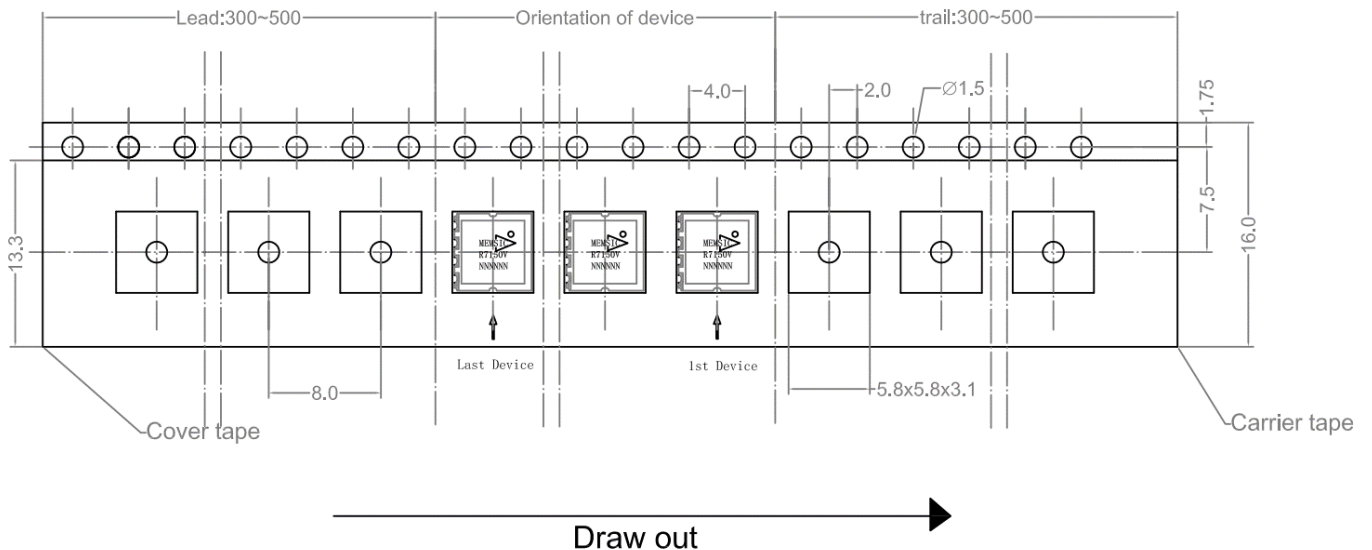 Lead:300~500
Orientation of device
trail:300~500
4.0
2.0
Ø1.5
1.75
7.5
16.0
13.3
MEMSIC
R7150V
NNNNNN
MEMSIC
R7150V
NNNNNN
MEMSIC
R7150V
NNNNNN
Last Device
1st Device
8.0
5.8x5.8x3.1
Cover tape
Carrier tape
Draw out